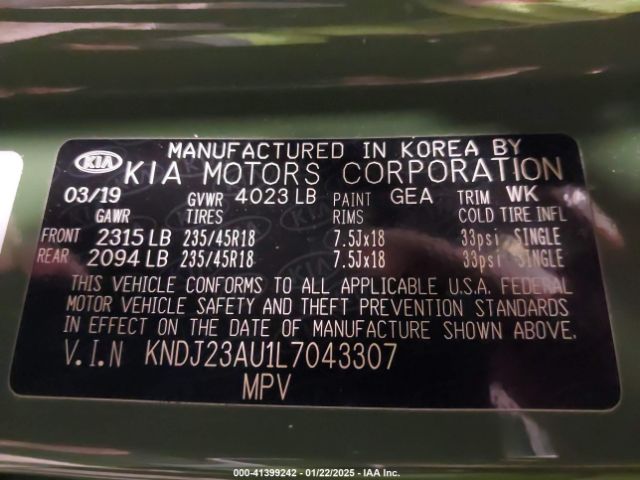 MANUFACTURED IN KOREA BY
KIA KIA MOTORS CORPORATION
03/19 GVWR 4023 LB PAINT GEA TRIM WK
GAWR TIRES RIMS COLD TIRE INFL
FRONT 2315 LB 235/45R18 7.5Jx18 33psi SINGLE
REAR 2094 LB 235/45R18 7.5Jx18 33psi SINGLE
THIS VEHICLE CONFORMS TO ALL APPLICABLE U.S.A. FEDERAL
MOTOR VEHICLE SAFETY AND THEFT PREVENTION STANDARDS
IN EFFECT ON THE DATE OF MANUFACTURE SHOWN ABOVE.
V.I.N KNDJ23AU1L7043307
MPV
000-41399242 - 01/22/2025 - IAA Inc.